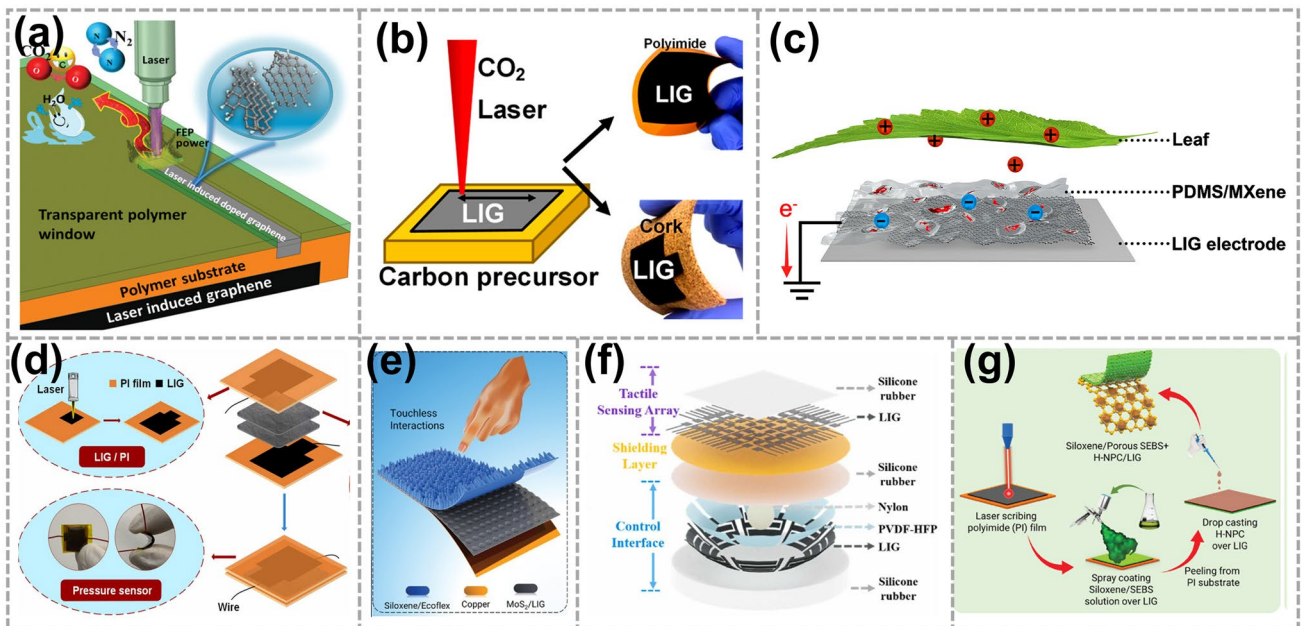 (a)
N₂
N
N
Laser
CO₂
C
O
O
H₂O
FEP
power
Laser induced doped graphene
Transparent polymer
window
Polymer substrate
Laser induced graphene
(b)
CO₂
Laser
LIG
Carbon precursor
Polyimide
LIG
Cork
LIG
(c)
Leaf
PDMS/MXene
LIG electrode
e⁻
(d)
Laser
PI film
LIG
LIG / PI
Pressure sensor
Wire
(e)
Touchless
Interactions
Siloxene/Ecoflex
Copper
MoS₂/LIG
(f)
Tactile
Sensing Array
Shielding
Layer
Control
Interface
Silicone
rubber
LIG
Silicone
rubber
Nylon
PVDF-HFP
LIG
Silicone
rubber
(g)
Siloxene/Porous SEBS+
H-NPC/LIG
Laser scribing
polyimide (PI) film
Spray coating
Siloxene/SEBS
solution over LIG
Drop casting
H-NPC
over LIG
Peeling from
PI substrate